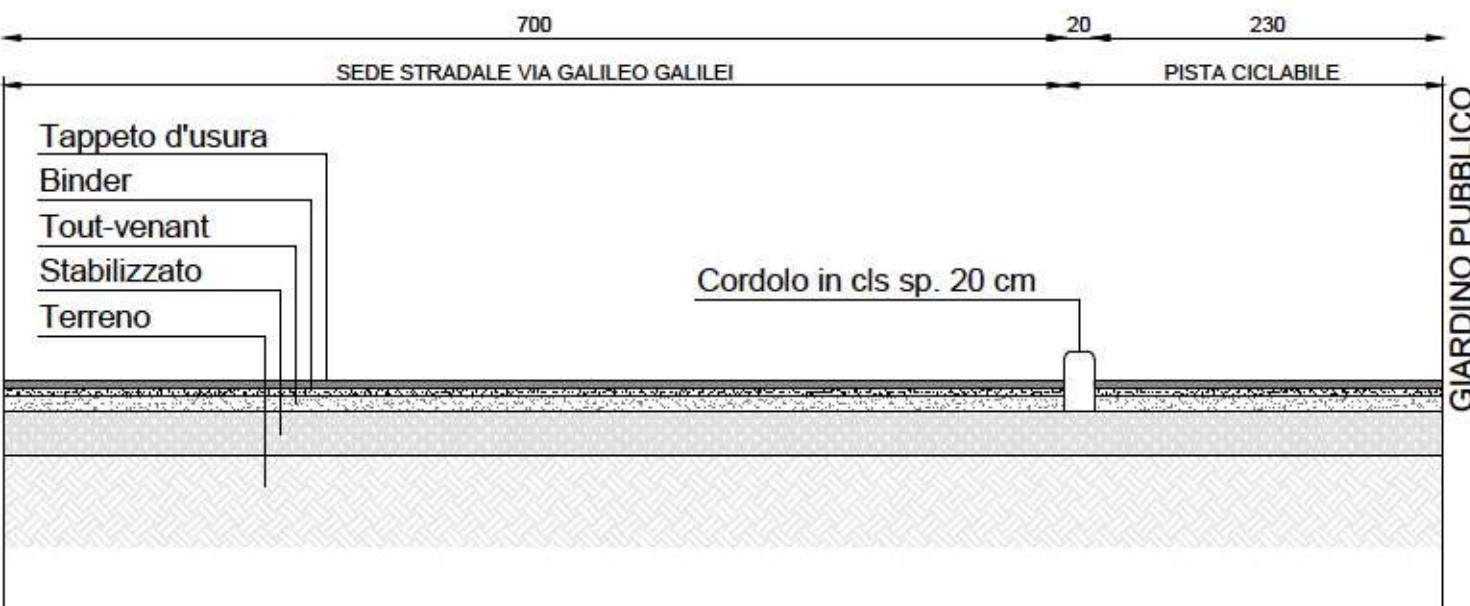 700
20
230
SEDE STRADALE VIA GALILEO GALILEI
PISTA CICLABILE
Tappeto d'usura
Binder
Tout-venant
Stabilizzato
Terreno
Cordolo in cls sp. 20 cm
GIARDINO PUBBLICO